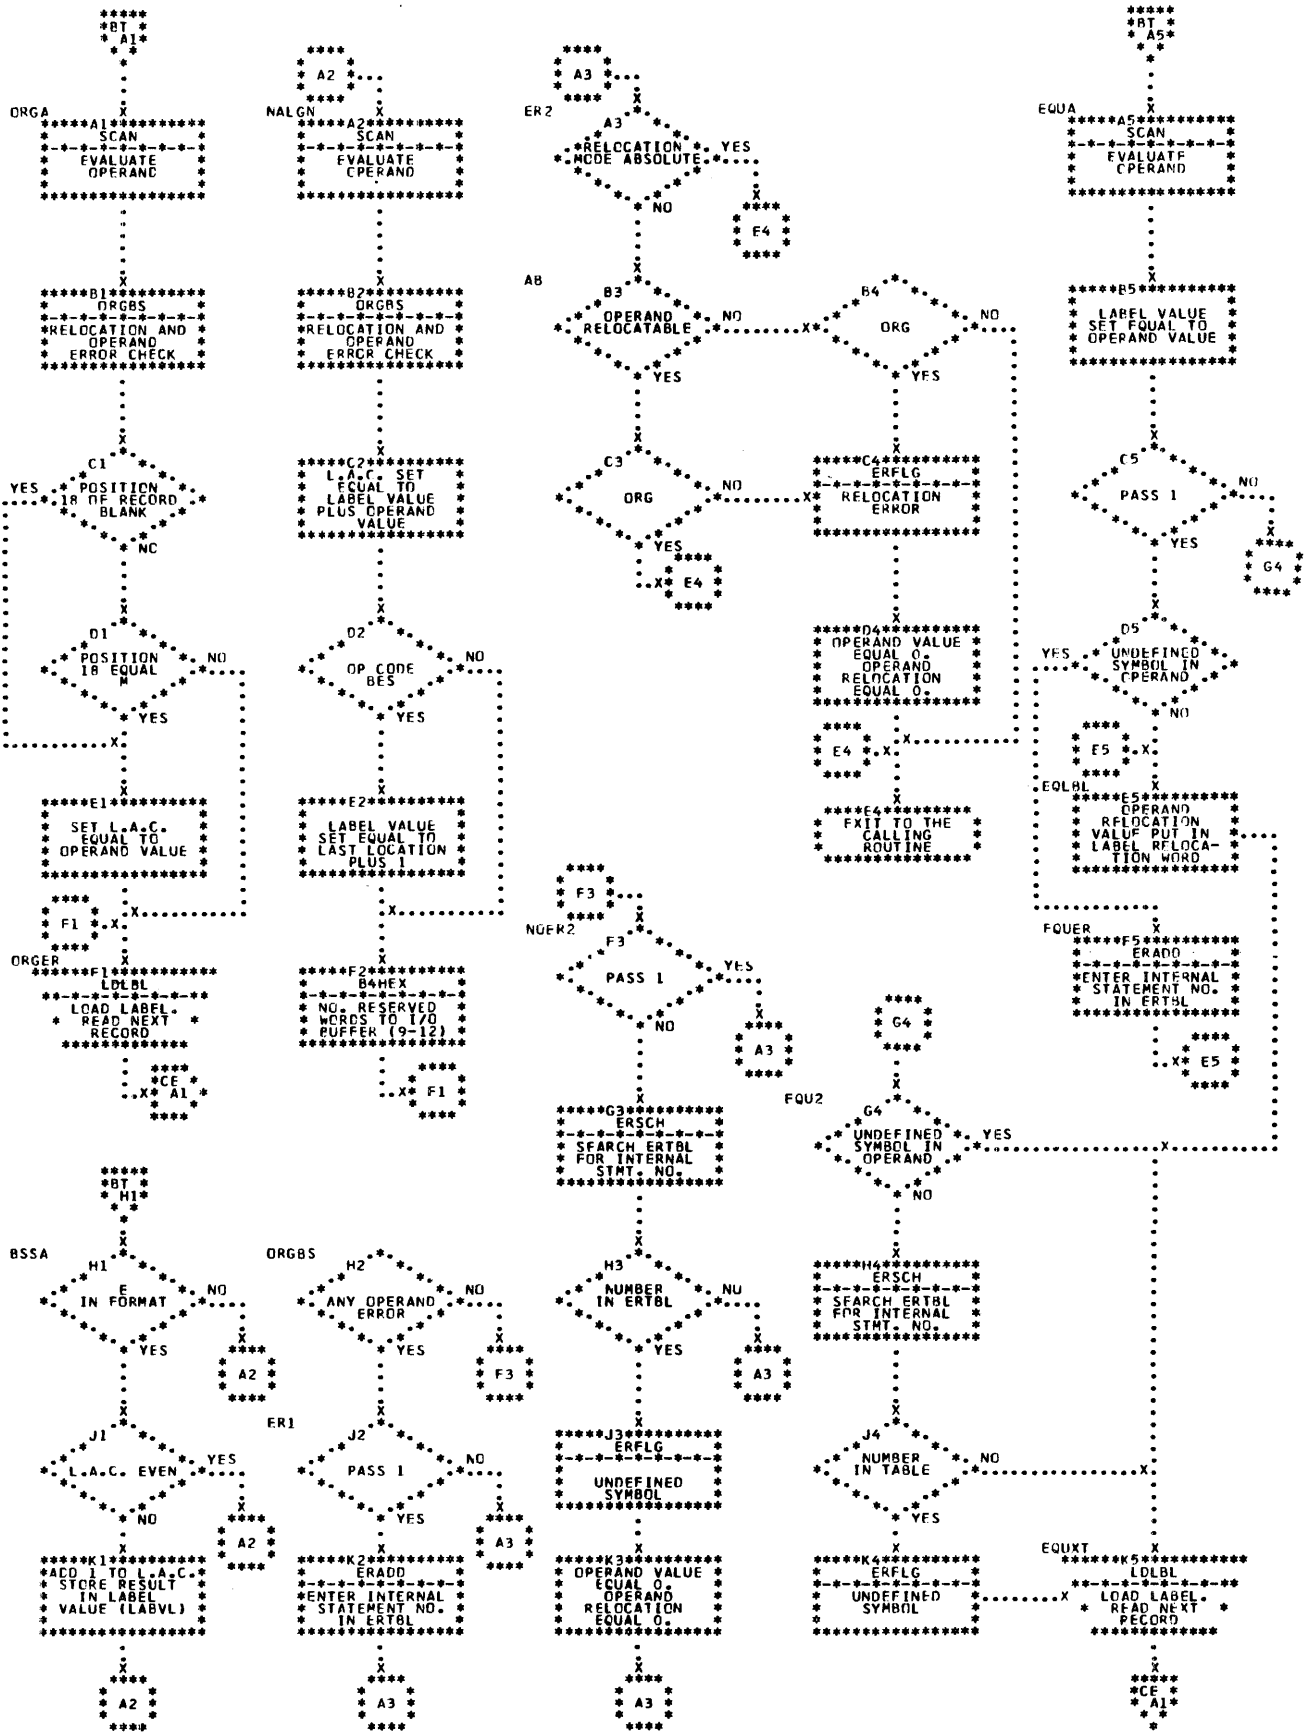 BT
A1
ORGA
A1
SCAN
EVALUATE
OPERAND
B1
ORGBS
RELOCATION AND
OPERAND
ERROR CHECK
C1
POSITION
18 OF RECORD
BLANK
YES
NC
D1
POSITION
18 EQUAL
M
NO
YES
E1
SET L.A.C.
EQUAL TO
OPERAND VALUE
F1
ORGER
F1
LDLBL
LOAD LABEL.
READ NEXT
RECORD
CE
A1
BT
H1
BSSA
H1
E
IN FORMAT
NO
YES
A2
J1
L.A.C. EVEN
YES
NO
A2
K1
ADD 1 TO L.A.C.
STORE RESULT
IN LABEL
VALUE (LABVL)
A2
A2
NALGN
A2
SCAN
EVALUATE
CPERAND
B2
ORGBS
RELOCATION AND
OPERAND
ERROR CHECK
C2
L.A.C. SET
EQUAL TO
LABEL VALUE
PLUS OPERAND
VALUE
D2
OP CODE
BES
NO
YES
E2
LABEL VALUE
SET EQUAL TO
LAST LOCATION
PLUS 1
F2
B4HEX
NO. RESERVED
WORDS TO I/O
BUFFER (9-12)
F1
ORGBS
H2
ANY OPERAND
ERROR
NO
YES
F3
ER1
J2
PASS 1
NO
YES
A3
K2
ERADD
ENTER INTERNAL
STATEMENT NO.
IN ERTBL
A3
A3
ER2
A3
RELOCATION
MODE ABSOLUTE
YES
NO
E4
AB
B3
OPERAND
RELOCATABLE
NO
YES
C3
ORG
NO
YES
E4
F3
NOER2
F3
PASS 1
YES
NO
A3
G3
ERSCH
SEARCH ERTBL
FOR INTERNAL
STMT. NO.
H3
NUMBER
IN ERTBL
NO
YES
A3
J3
ERFLG
UNDEFINED
SYMBOL
K3
OPERAND VALUE
EQUAL 0.
OPERAND
RELOCATION
EQUAL 0.
A3
B4
ORG
NO
YES
C4
ERFLG
RELOCATION
ERROR
D4
OPERAND VALUE
EQUAL 0.
OPERAND
RELOCATION
EQUAL 0.
E4
E4
EXIT TO THE
CALLING
ROUTINE
G4
EQU2
G4
UNDEFINED
SYMBOL IN
OPERAND
YES
NO
H4
ERSCH
SEARCH ERTBL
FOR INTERNAL
STMT. NO.
J4
NUMBER
IN TABLE
NO
YES
K4
ERFLG
UNDEFINED
SYMBOL
BT
A5
EQUA
A5
SCAN
EVALUATE
CPERAND
B5
LABEL VALUE
SET EQUAL TO
OPERAND VALUE
C5
PASS 1
NO
YES
G4
D5
UNDEFINED
SYMBOL IN
OPERAND
YES
NO
E5
EQLBL
E5
OPERAND
RELOCATION
VALUE PUT IN
LABEL RELOCA-
TION WORD
EQUER
F5
ERADD
ENTER INTERNAL
STATEMENT NO.
IN ERTBL
E5
EQUXT
K5
LDLBL
LOAD LABEL.
READ NEXT
RECORD
CE
A1